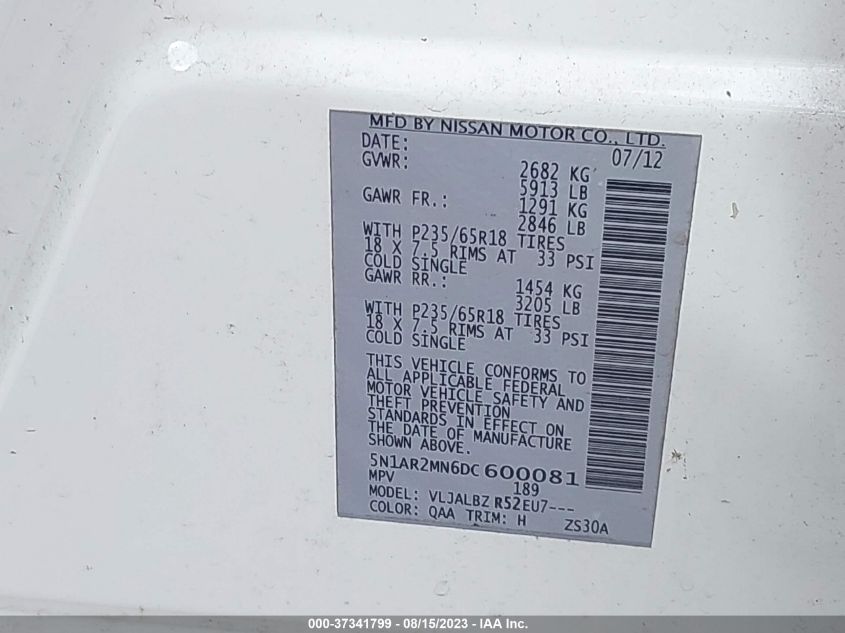 MFD BY NISSAN MOTOR CO., LTD.
DATE: 07/12
GVWR: 2682 KG
5913 LB
GAWR FR.: 1291 KG
2846 LB
WITH P235/65R18 TIRES
18 X 7.5 RIMS AT 33 PSI
COLD SINGLE
GAWR RR.: 1454 KG
3205 LB
WITH P235/65R18 TIRES
18 X 7.5 RIMS AT 33 PSI
COLD SINGLE
THIS VEHICLE CONFORMS TO
ALL APPLICABLE FEDERAL
MOTOR VEHICLE SAFETY AND
THEFT PREVENTION
STANDARDS IN EFFECT ON
THE DATE OF MANUFACTURE
SHOWN ABOVE.
5N1AR2MN6DC 600081
MPV 189
MODEL: VLJALBZ R52EU7---
COLOR: QAA TRIM: H ZS30A
000-37341799 - 08/15/2023 - IAA Inc.